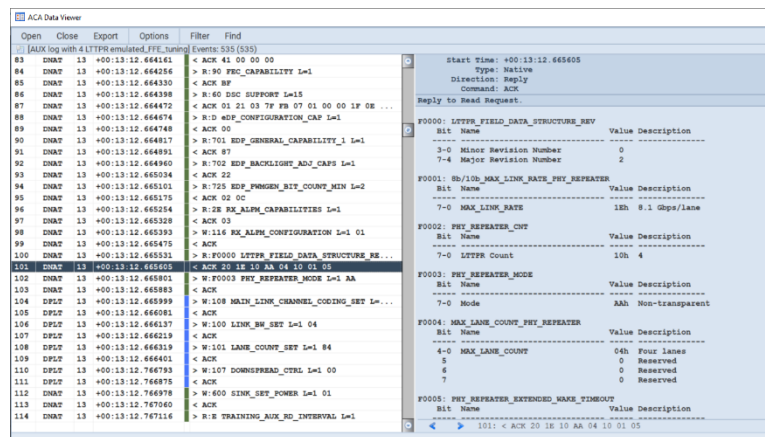 ACA Data Viewer
Open Close Export Options Filter Find
[AUX log with 4 LTTPR emulated_FFE_tuning] Events: 535 (535)
83 DNAT 13 +00:13:12.664161 < ACK 41 00 00 00
84 DNAT 13 +00:13:12.664256 > R:90 FEC_CAPABILITY L=1
85 DNAT 13 +00:13:12.664330 < ACK BF
86 DNAT 13 +00:13:12.664398 > R:60 DSC SUPPORT L=15
87 DNAT 13 +00:13:12.664472 < ACK 01 21 03 7F FB 07 01 00 00 1F 0E ...
88 DNAT 13 +00:13:12.664674 > R:D eDP_CONFIGURATION_CAP L=1
89 DNAT 13 +00:13:12.664748 < ACK 00
90 DNAT 13 +00:13:12.664817 > R:701 EDP_GENERAL_CAPABILITY_1 L=1
91 DNAT 13 +00:13:12.664891 < ACK 87
92 DNAT 13 +00:13:12.664960 > R:702 EDP_BACKLIGHT_ADJ_CAPS L=1
93 DNAT 13 +00:13:12.665034 < ACK 22
94 DNAT 13 +00:13:12.665101 > R:725 EDP_PWMGEN_BIT_COUNT_MIN L=2
95 DNAT 13 +00:13:12.665175 < ACK 02 0C
96 DNAT 13 +00:13:12.665254 > R:2E RX_ALPM_CAPABILITIES L=1
97 DNAT 13 +00:13:12.665328 < ACK 03
98 DNAT 13 +00:13:12.665393 > W:116 RX_ALPM_CONFIGURATION L=1 01
99 DNAT 13 +00:13:12.665475 < ACK
100 DNAT 13 +00:13:12.665531 > R:F0000 LTTPR_FIELD_DATA_STRUCTURE_RE...
101 DNAT 13 +00:13:12.665605 < ACK 20 1E 10 AA 04 10 01 05
102 DNAT 13 +00:13:12.665801 > W:F0003 PHY_REPEATER_MODE L=1 AA
103 DNAT 13 +00:13:12.665883 < ACK
104 DPLT 13 +00:13:12.665999 > W:108 MAIN_LINK_CHANNEL_CODING_SET L=...
105 DPLT 13 +00:13:12.666081 < ACK
106 DPLT 13 +00:13:12.666137 > W:100 LINK_BW_SET L=1 04
107 DPLT 13 +00:13:12.666219 < ACK
108 DPLT 13 +00:13:12.666319 > W:101 LANE_COUNT_SET L=1 84
109 DPLT 13 +00:13:12.666401 < ACK
110 DPLT 13 +00:13:12.766793 > W:107 DOWNSPREAD_CTRL L=1 00
111 DPLT 13 +00:13:12.766875 < ACK
112 DNAT 13 +00:13:12.766978 > W:600 SINK_SET_POWER L=1 01
113 DNAT 13 +00:13:12.767060 < ACK
114 DNAT 13 +00:13:12.767116 > R:E TRAINING_AUX_RD_INTERVAL L=1
Start Time: +00:13:12.665605
Type: Native
Direction: Reply
Command: ACK
Reply to Read Request.
F0000: LTTPR_FIELD_DATA_STRUCTURE_REV
Bit Name Value Description
3-0 Minor Revision Number 0
7-4 Major Revision Number 2
F0001: 8b/10b_MAX_LINK_RATE_PHY_REPEATER
Bit Name Value Description
7-0 MAX_LINK_RATE 1Eh 8.1 Gbps/lane
F0002: PHY_REPEATER_CNT
Bit Name Value Description
7-0 LTTPR Count 10h 4
F0003: PHY_REPEATER_MODE
Bit Name Value Description
7-0 Mode AAh Non-transparent
F0004: MAX_LANE_COUNT_PHY_REPEATER
Bit Name Value Description
4-0 MAX_LANE_COUNT 04h Four lanes
5 0 Reserved
6 0 Reserved
7 0 Reserved
F0005: PHY_REPEATER_EXTENDED_WAKE_TIMEOUT
Bit Name Value Description
101: < ACK 20 1E 10 AA 04 10 01 05